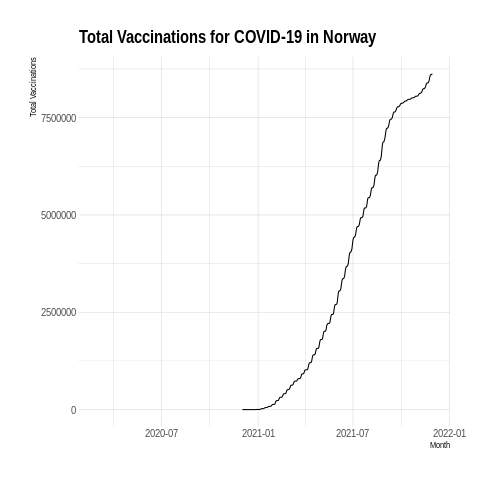 Total Vaccinations for COVID-19 in Norway
Total Vaccinations
7500000
5000000
2500000
0
2020-07 2021-01 2021-07 2022-01
Month